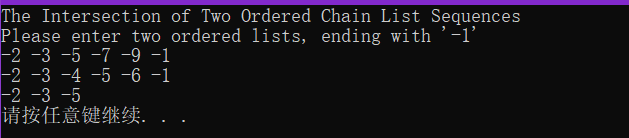 The Intersection of Two Ordered Chain List Sequences
Please enter two ordered lists, ending with '-1'
-2 -3 -5 -7 -9 -1
-2 -3 -4 -5 -6 -1
-2 -3 -5
请按任意键继续. . .